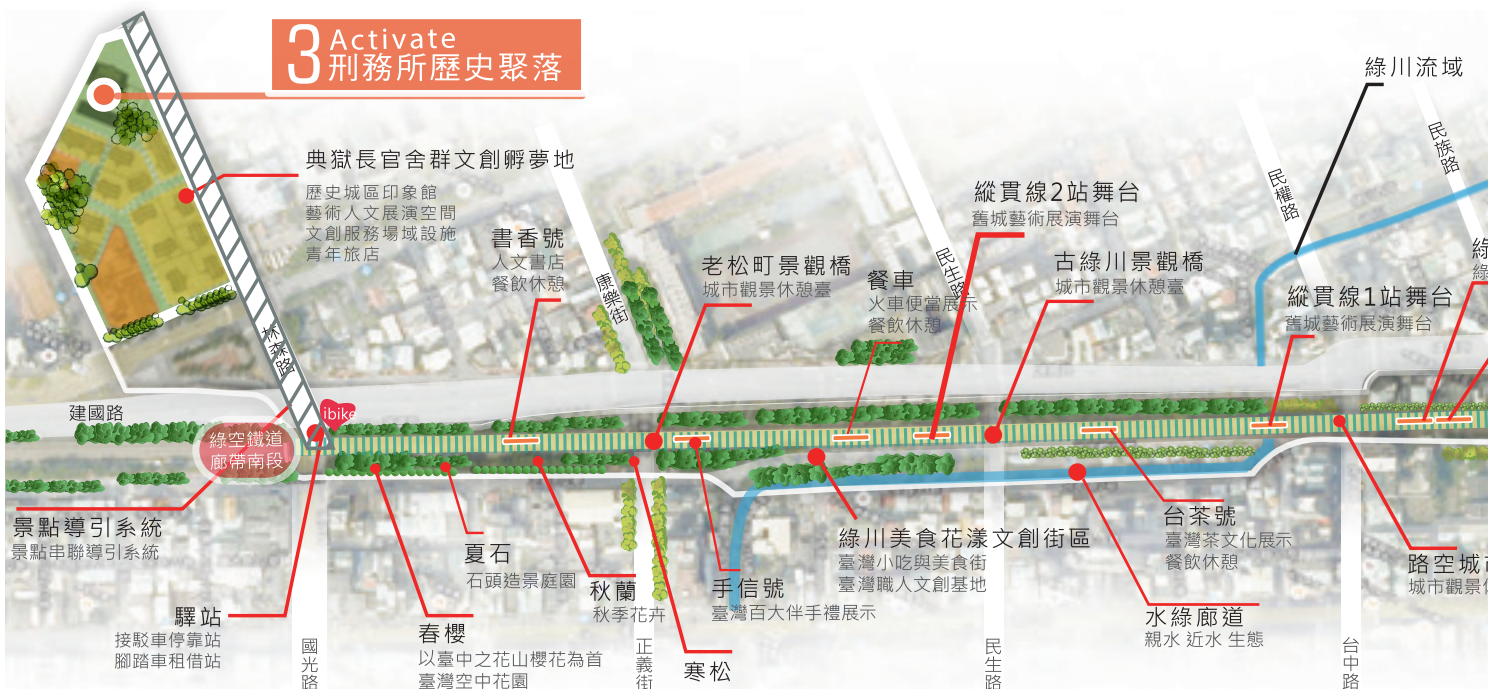 3 Activate
刑務所歷史聚落
綠川流域
民族路
民權路
典獄長官舍群文創孵夢地
歷史城區印象館
藝術人文展演空間
文創服務場域設施
青年旅店
書香號
人文書店
餐飲休憩
康樂街
老松町景觀橋
城市觀景休憩臺
餐車
火車便當展示
餐飲休憩
民生路
縱貫線2站舞台
舊城藝術展演舞台
古綠川景觀橋
城市觀景休憩臺
縱貫線1站舞台
舊城藝術展演舞台
綠
綠
林森路
建國路
ibike
綠空鐵道
廊帶南段
景點導引系統
景點串聯導引系統
驛站
接駁車停靠站
腳踏車租借站
國光路
春櫻
以臺中之花山櫻花為首
臺灣空中花園
夏石
石頭造景庭園
秋蘭
秋季花卉
正義街
寒松
手信號
臺灣百大伴手禮展示
綠川美食花漾文創街區
臺灣小吃與美食街
臺灣職人文創基地
民生路
水綠廊道
親水 近水 生態
台茶號
臺灣茶文化展示
餐飲休憩
台中路
路空城
城市觀景